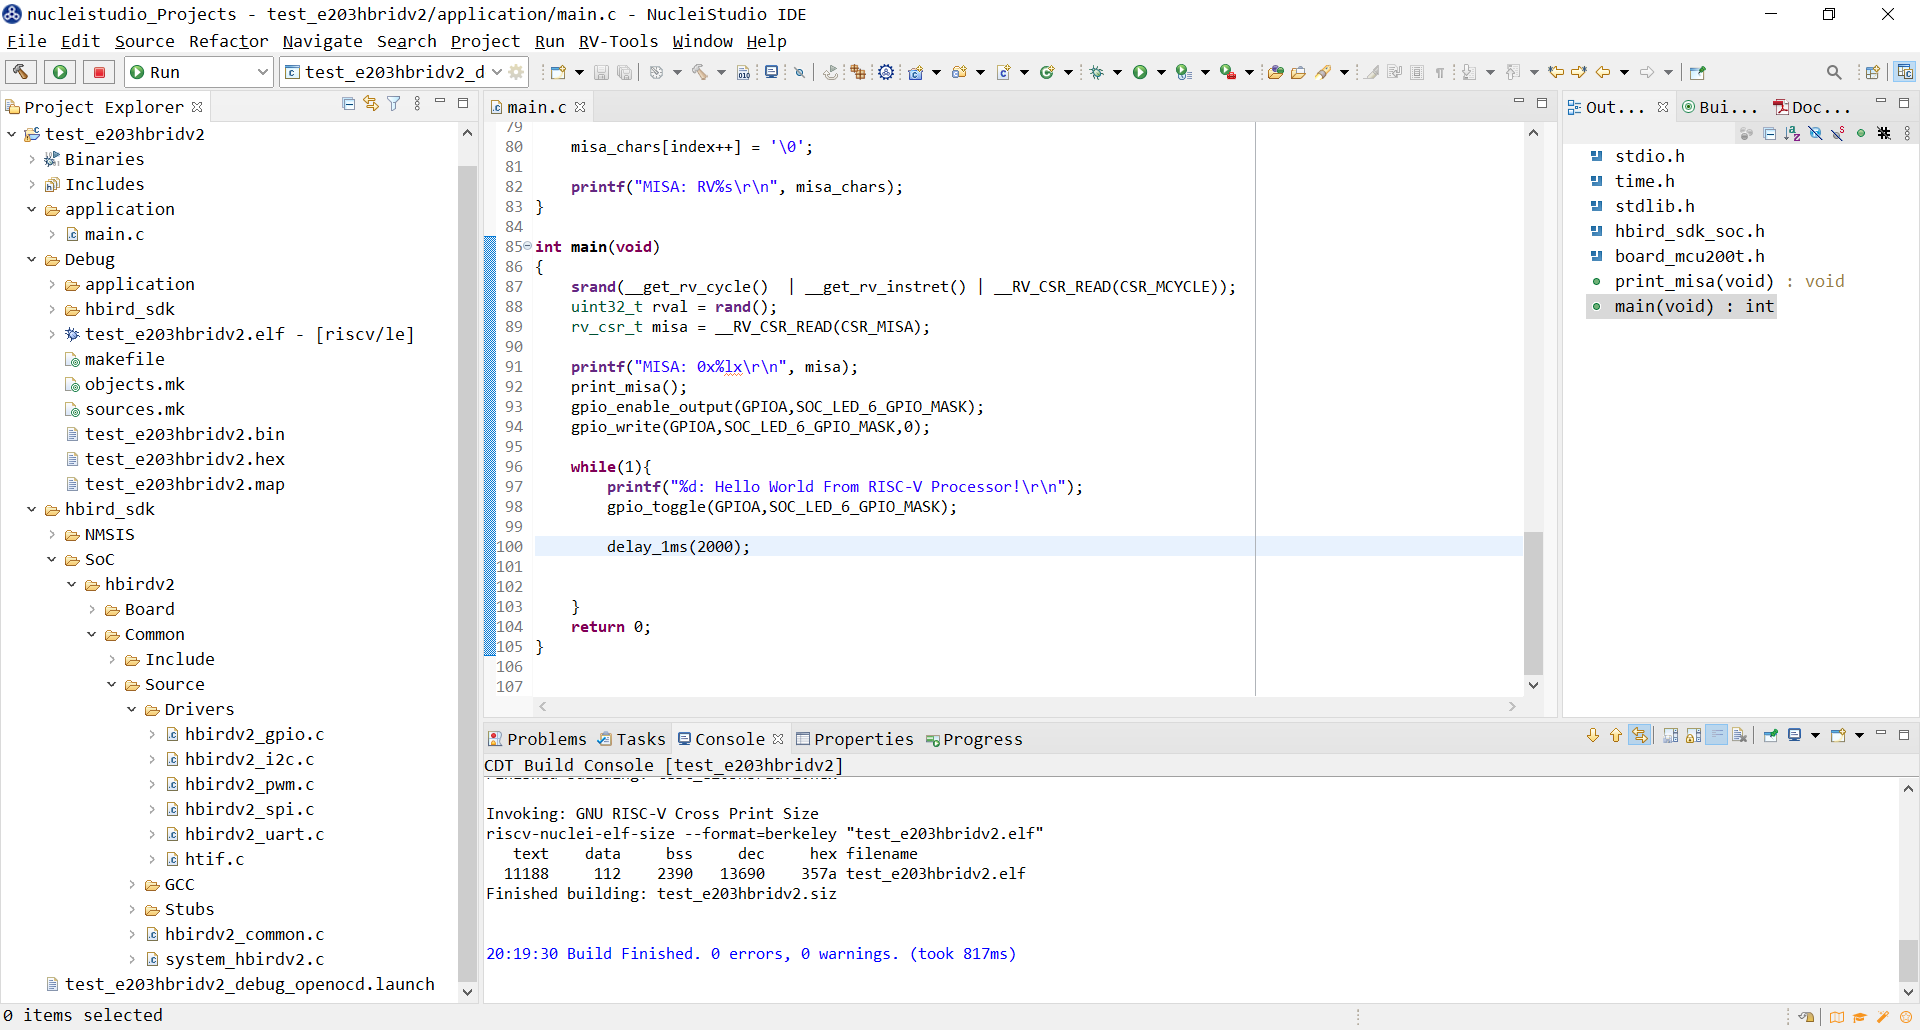 nucleistudio_Projects - test_e203hbridv2/application/main.c - NucleiStudio IDE
File Edit Source Refactor Navigate Search Project Run RV-Tools Window Help
Run
test_e203hbridv2_d
Project Explorer
test_e203hbridv2
Binaries
Includes
application
main.c
Debug
application
hbird_sdk
test_e203hbridv2.elf - [riscv/le]
makefile
objects.mk
sources.mk
test_e203hbridv2.bin
test_e203hbridv2.hex
test_e203hbridv2.map
hbird_sdk
NMSIS
SoC
hbirdv2
Board
Common
Include
Source
Drivers
hbirdv2_gpio.c
hbirdv2_i2c.c
hbirdv2_pwm.c
hbirdv2_spi.c
hbirdv2_uart.c
htif.c
GCC
Stubs
hbirdv2_common.c
system_hbirdv2.c
test_e203hbridv2_debug_openocd.launch
0 items selected
main.c
79
80     misa_chars[index++] = '\0';
81
82     printf("MISA: RV%s\r\n", misa_chars);
83 }
84
85 int main(void)
86 {
87     srand(__get_rv_cycle()  | __get_rv_instret() | __RV_CSR_READ(CSR_MCYCLE));
88     uint32_t rval = rand();
89     rv_csr_t misa = __RV_CSR_READ(CSR_MISA);
90
91     printf("MISA: 0x%lx\r\n", misa);
92     print_misa();
93     gpio_enable_output(GPIOA,SOC_LED_6_GPIO_MASK);
94     gpio_write(GPIOA,SOC_LED_6_GPIO_MASK,0);
95
96     while(1){
97         printf("%d: Hello World From RISC-V Processor!\r\n");
98         gpio_toggle(GPIOA,SOC_LED_6_GPIO_MASK);
99
100         delay_1ms(2000);
101
102
103     }
104     return 0;
105 }
106
107
Out... Bui... Doc...
stdio.h
time.h
stdlib.h
hbird_sdk_soc.h
board_mcu200t.h
print_misa(void) : void
main(void) : int
Problems Tasks Console Properties Progress
CDT Build Console [test_e203hbridv2]
Invoking: GNU RISC-V Cross Print Size
riscv-nuclei-elf-size --format=berkeley "test_e203hbridv2.elf"
text    data     bss     dec     hex filename
11188     112    2390   13690    357a test_e203hbridv2.elf
Finished building: test_e203hbridv2.siz
20:19:30 Build Finished. 0 errors, 0 warnings. (took 817ms)